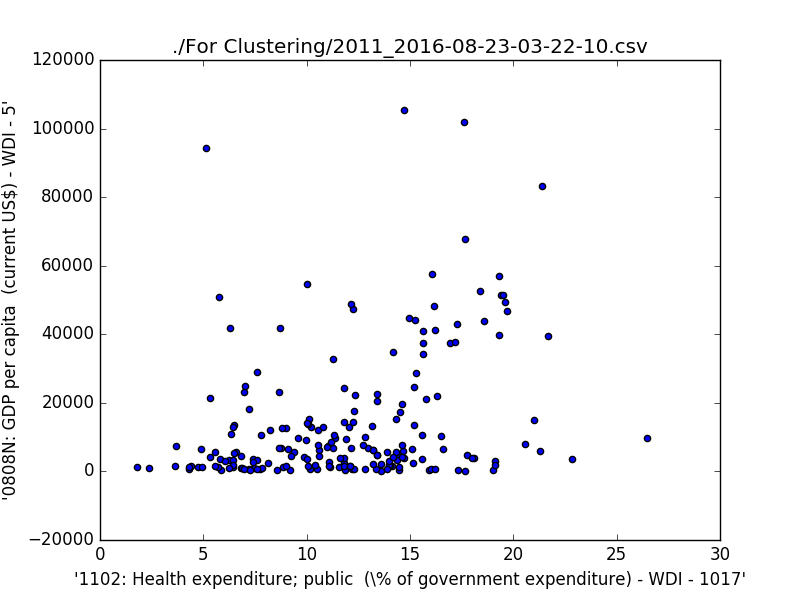 ./For Clustering/2011_2016-08-23-03-22-10.csv
120000
100000
80000
60000
40000
20000
0
−20000
'0808N: GDP per capita  (current US$) - WDI - 5'
0 5 10 15 20 25 30
'1102: Health expenditure; public  (\% of government expenditure) - WDI - 1017'